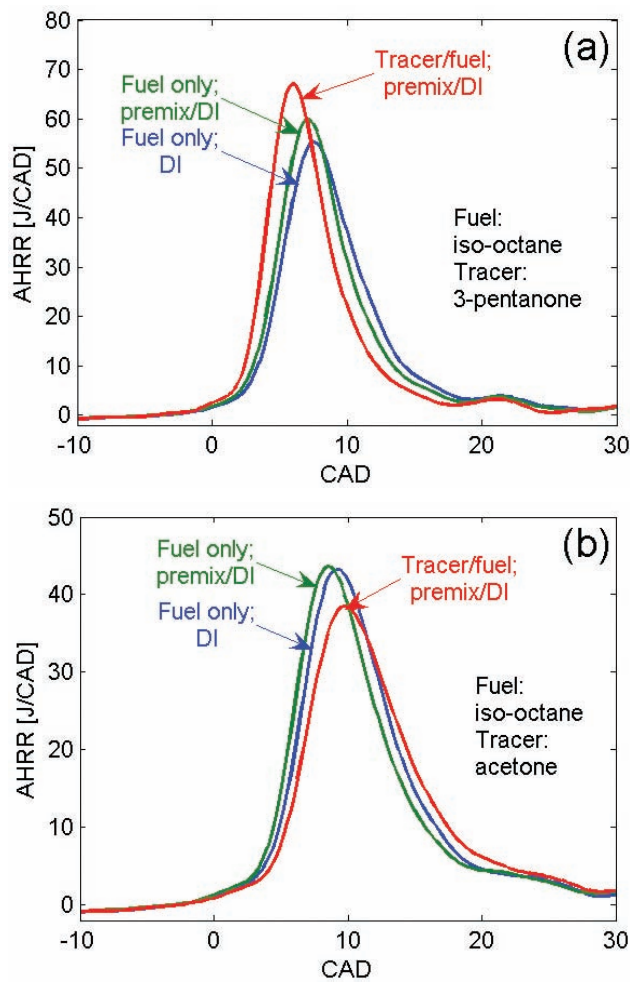 (a)
80
70
60
50
40
30
20
10
0
AHRR [J/CAD]
Fuel only;
premix/DI
Fuel only;
DI
Tracer/fuel;
premix/DI
Fuel:
iso-octane
Tracer:
3-pentanone
-10 0 10 20 30
CAD
(b)
50
40
30
20
10
0
AHRR [J/CAD]
Fuel only;
premix/DI
Fuel only;
DI
Tracer/fuel;
premix/DI
Fuel:
iso-octane
Tracer:
acetone
-10 0 10 20 30
CAD